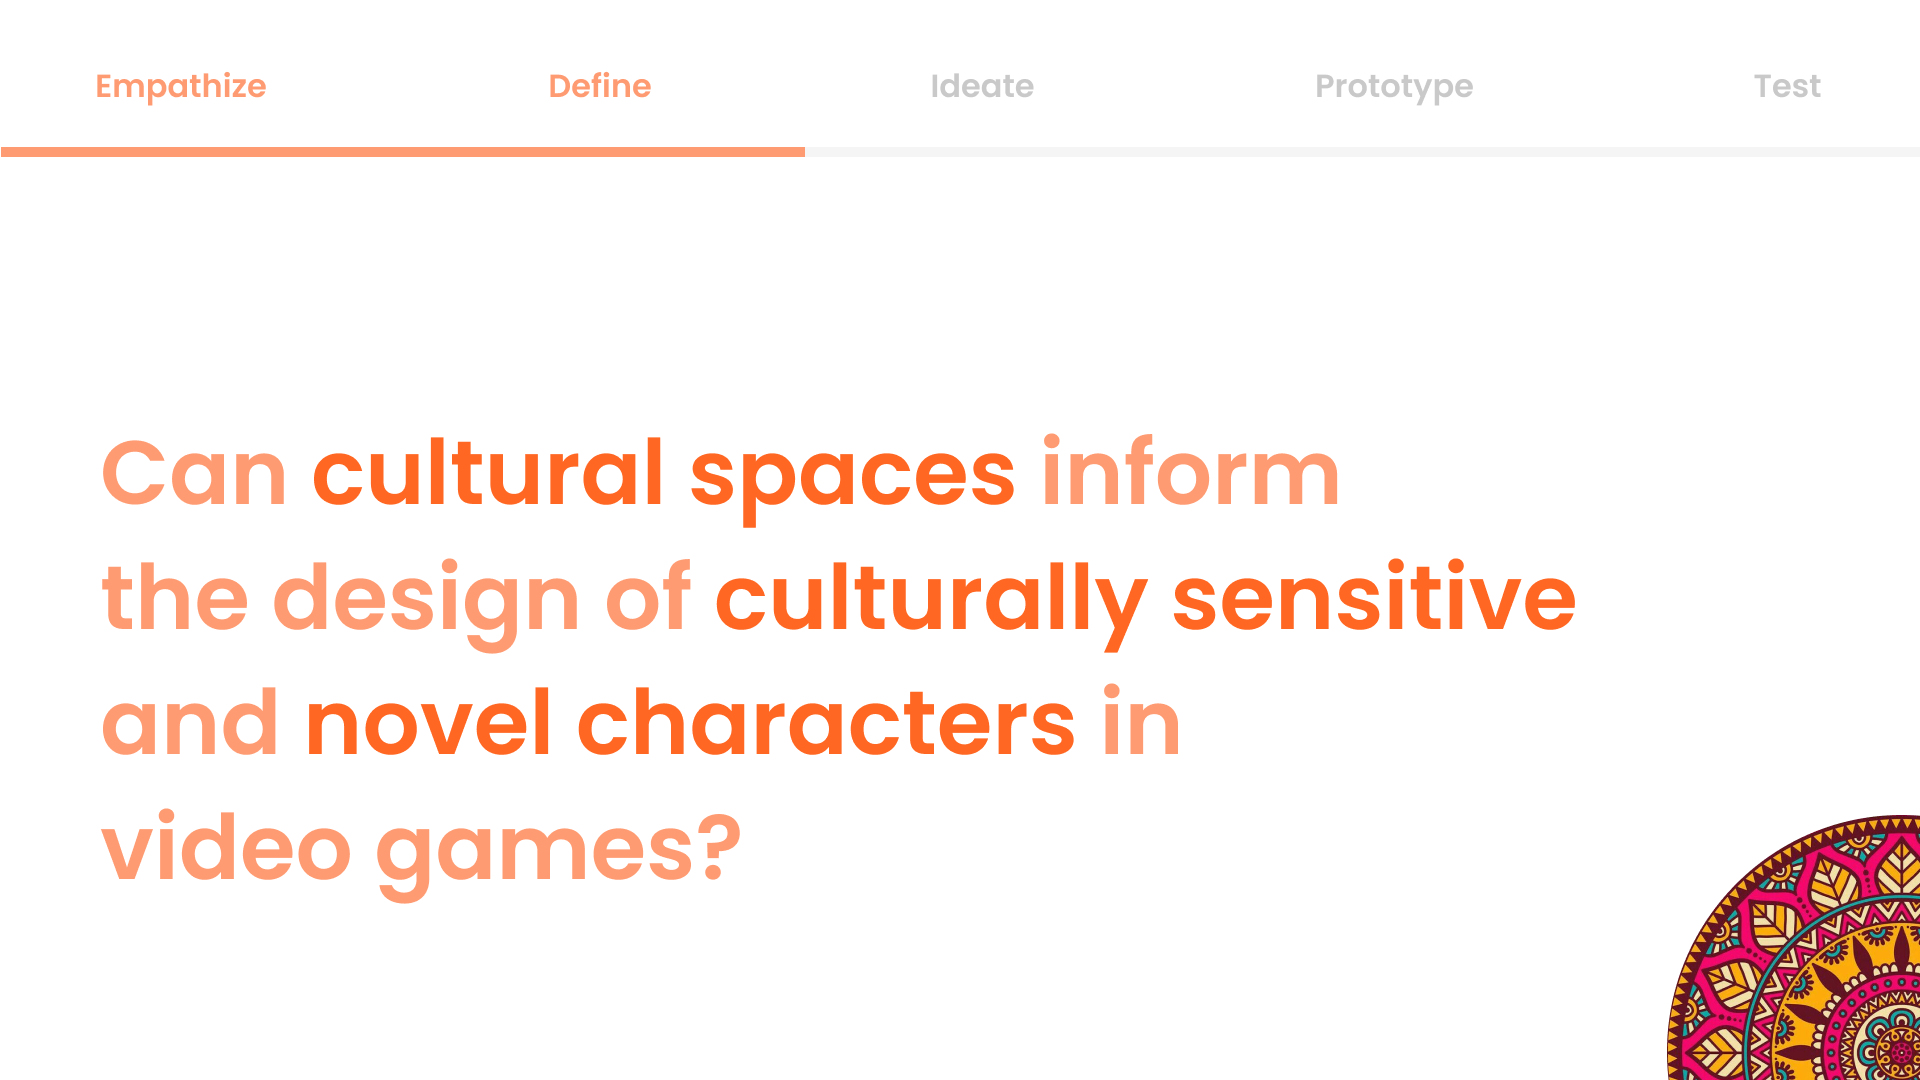 Empathize Define Ideate Prototype Test
Can cultural spaces inform
the design of culturally sensitive
and novel characters in
video games?